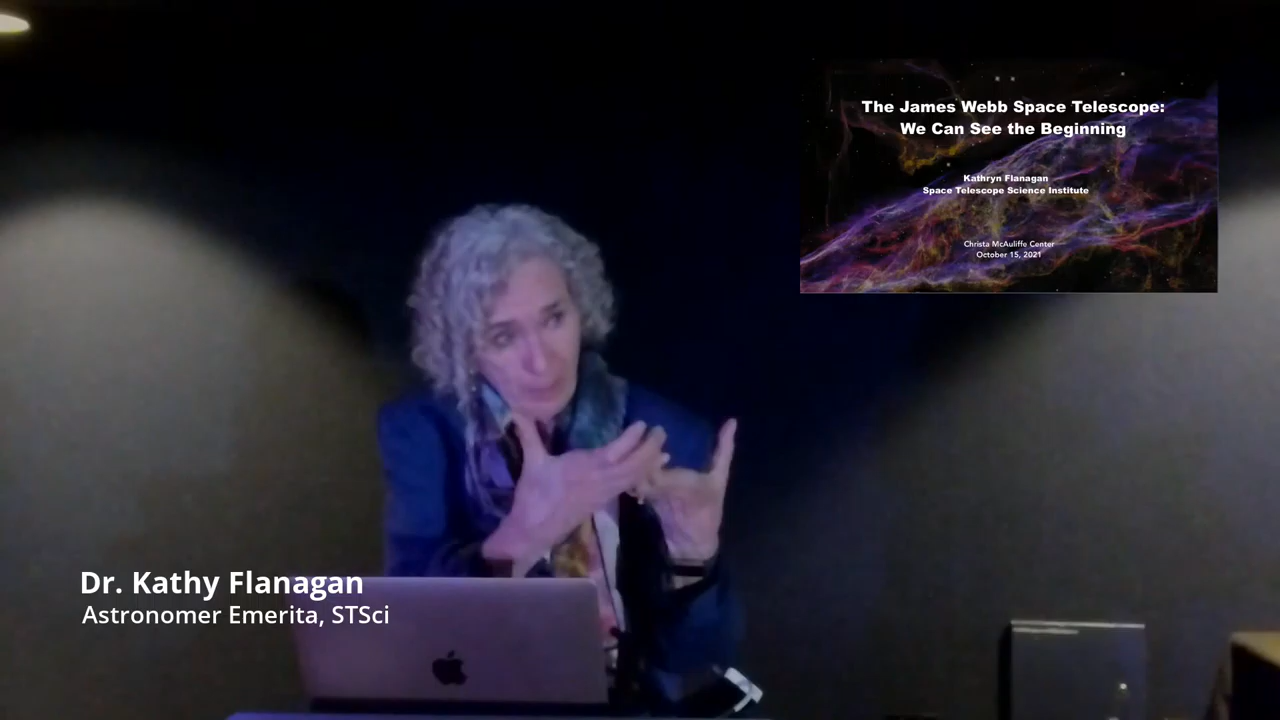 The James Webb Space Telescope:
We Can See the Beginning
Kathryn Flanagan
Space Telescope Science Institute
Christa McAuliffe Center
October 15, 2021
Dr. Kathy Flanagan
Astronomer Emerita, STSci